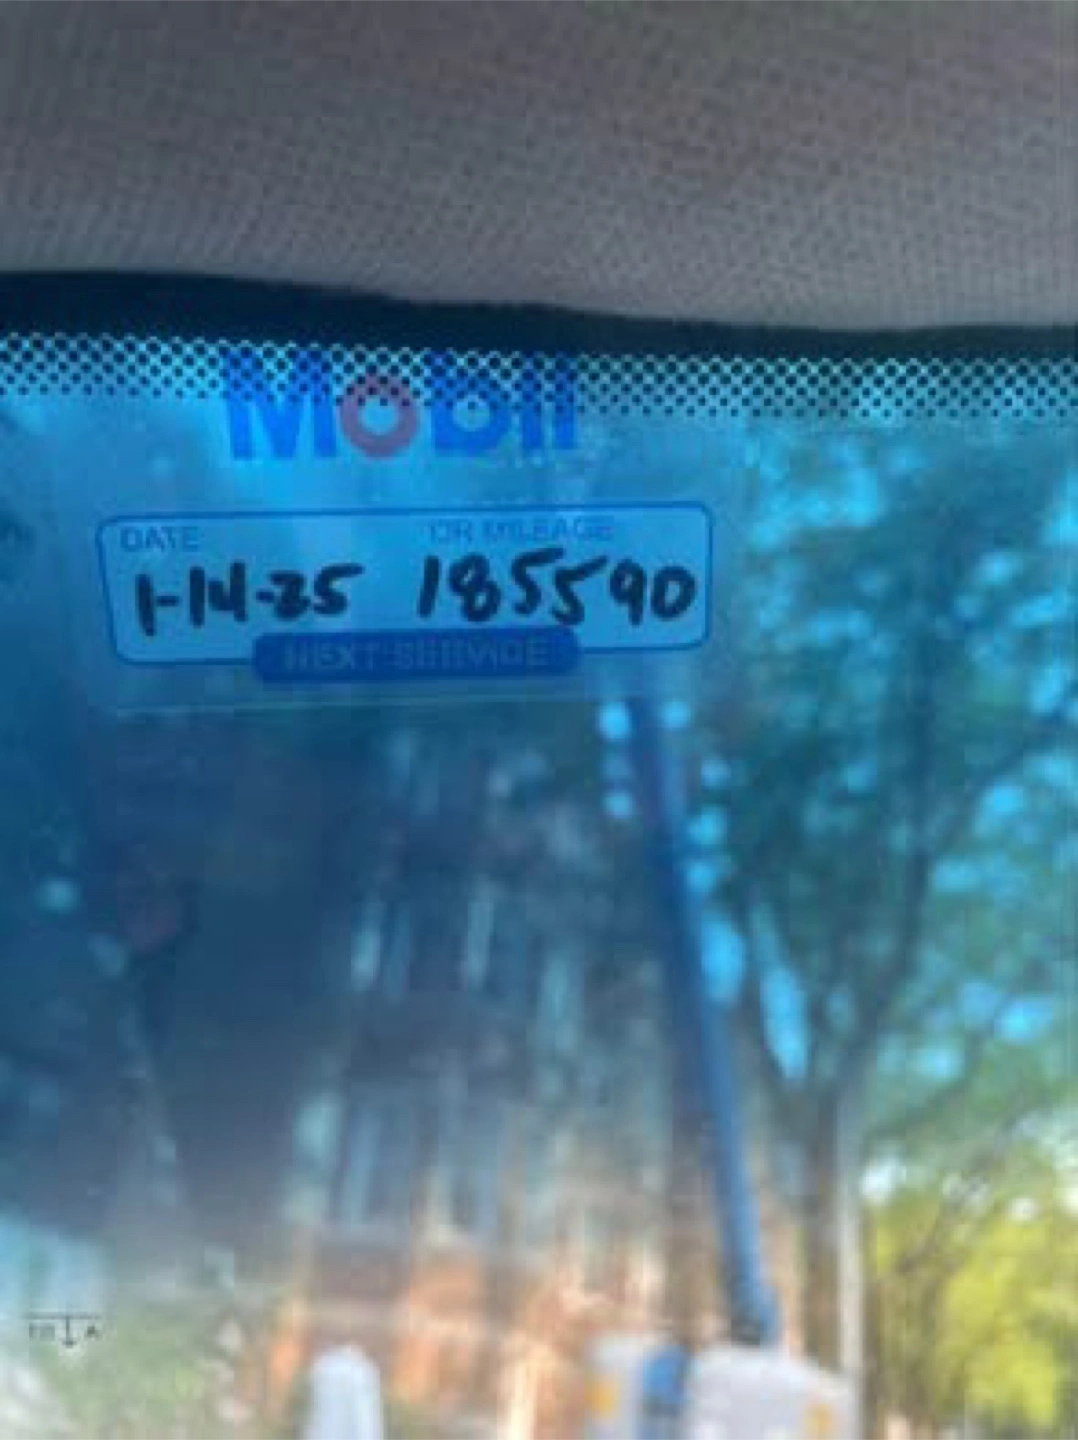 Mobil
DATE OR MILEAGE
1-14-25 185590
NEXT SERVICE